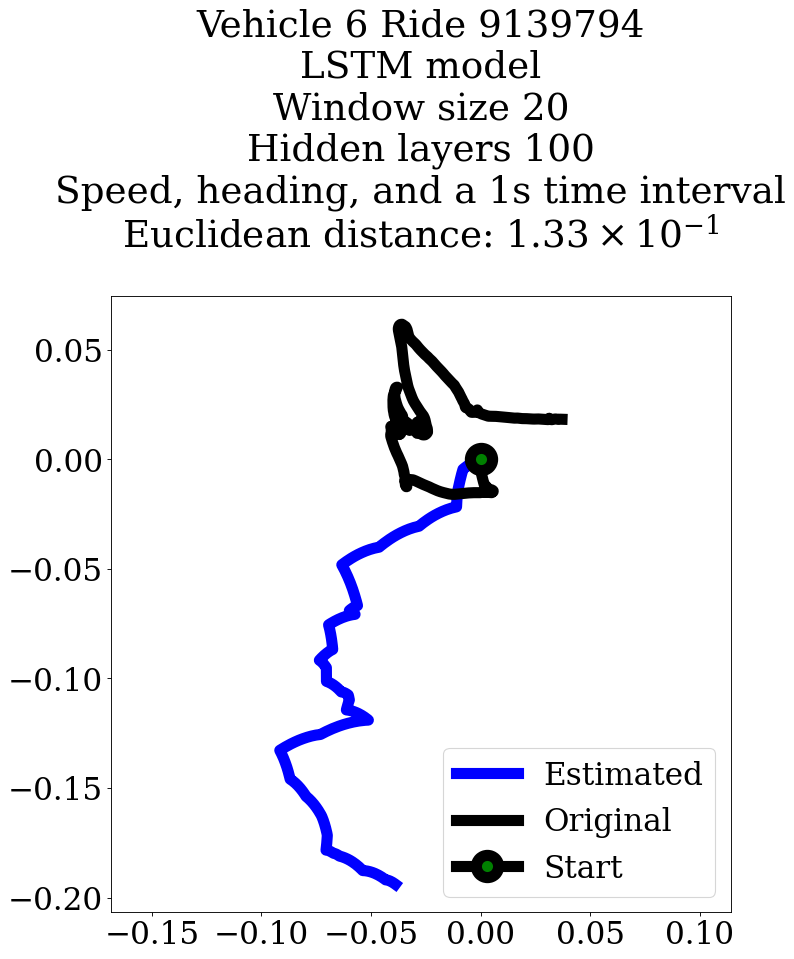 Vehicle 6 Ride 9139794
LSTM model
Window size 20
Hidden layers 100
Speed, heading, and a 1s time interval
Euclidean distance: 1.33 × 10⁻¹
0.05
0.00
−0.05
−0.10
−0.15
−0.20
Estimated
Original
Start
−0.15 −0.10 −0.05 0.00 0.05 0.10